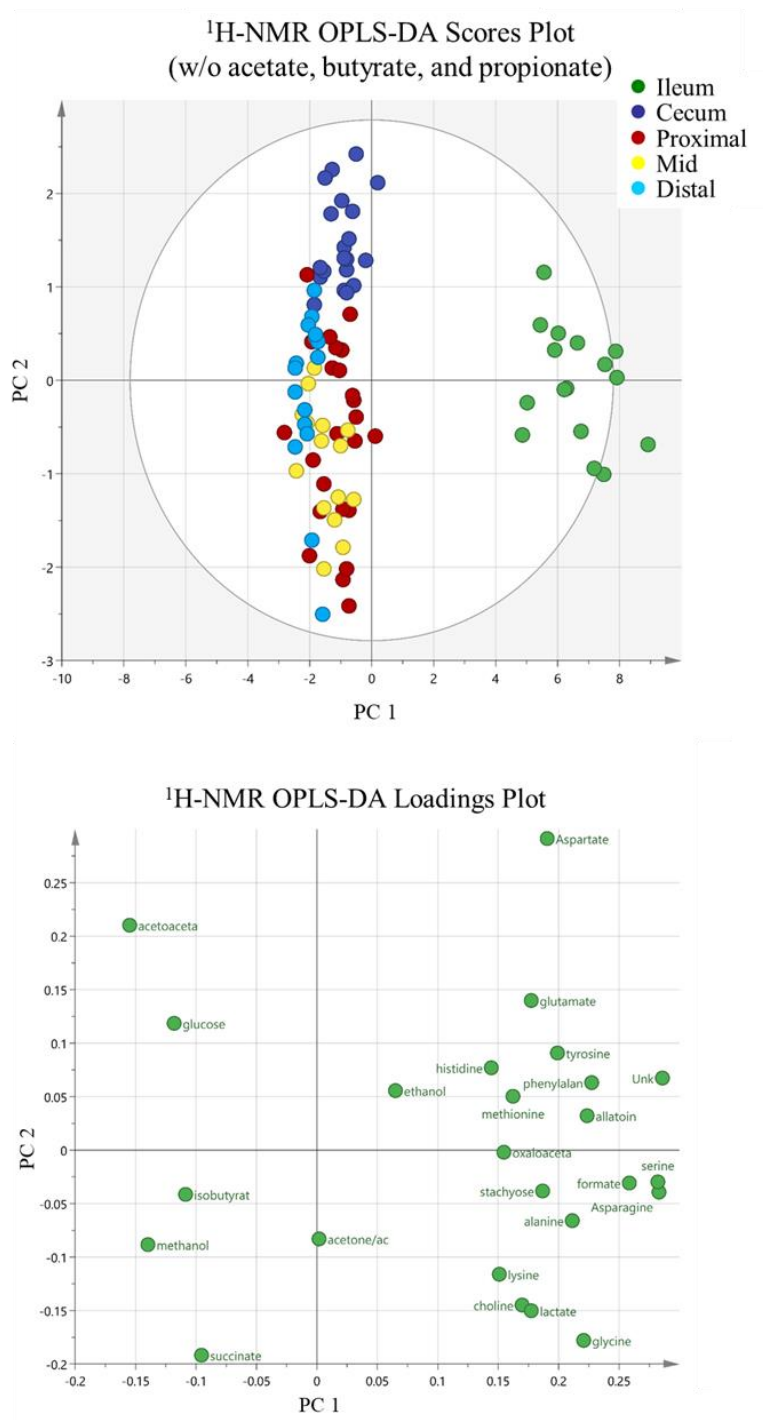 ¹H-NMR OPLS-DA Scores Plot
(w/o acetate, butyrate, and propionate)
Ileum
Cecum
Proximal
Mid
Distal
PC 2
2
1
0
-1
-2
-3
-10 -8 -6 -4 -2 0 2 4 6 8
PC 1
¹H-NMR OPLS-DA Loadings Plot
PC 2
0.25
0.2
0.15
0.1
0.05
0
-0.05
-0.1
-0.15
-0.2
Aspartate
acetoaceta
glutamate
glucose
tyrosine
histidine
phenylalan
Unk
ethanol
methionine
allatoin
oxaloaceta
serine
formate
stachyose
isobutyrat
Asparagine
alanine
acetone/ac
methanol
lysine
choline
lactate
glycine
succinate
-0.2 -0.15 -0.1 -0.05 0 0.05 0.1 0.15 0.2 0.25
PC 1